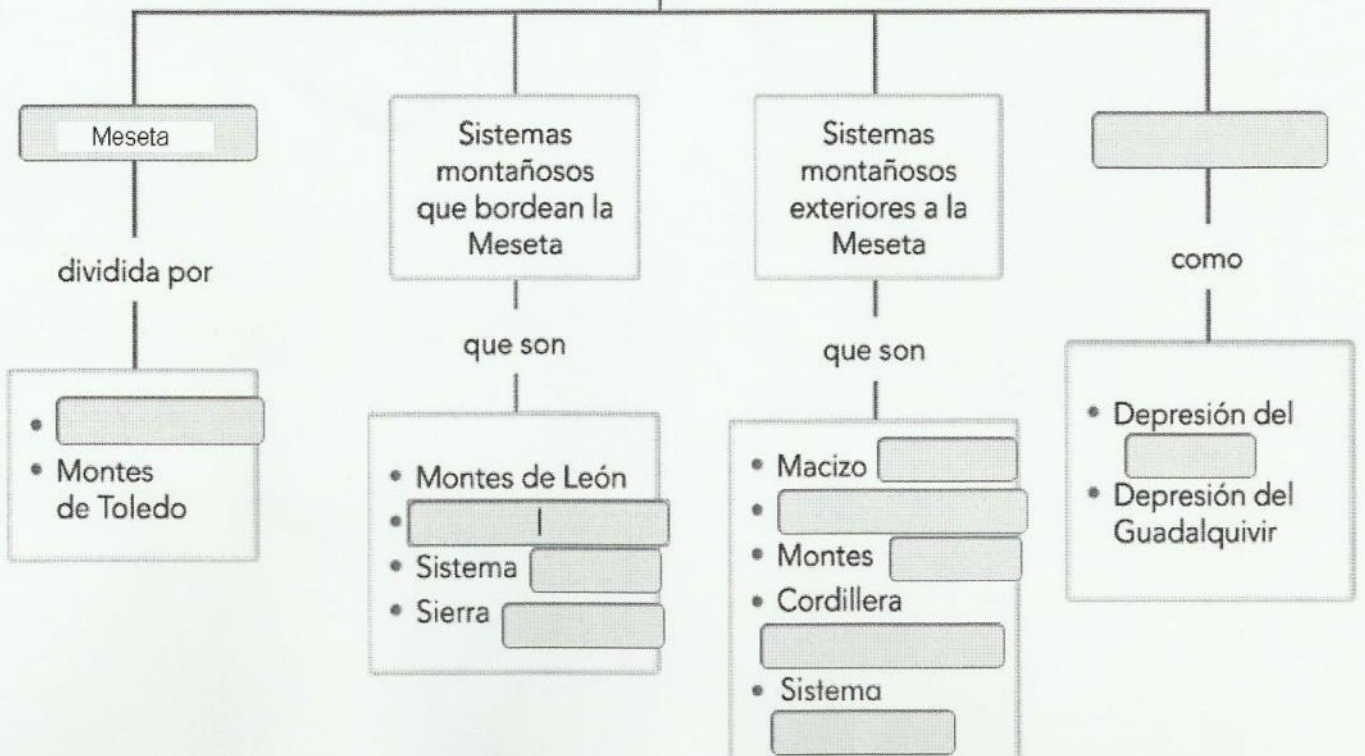 Meseta
dividida por
• 
• Montes
de Toledo
Sistemas
montañosos
que bordean la
Meseta
que son
• Montes de León
• 
• Sistema
• Sierra
Sistemas
montañosos
exteriores a la
Meseta
que son
• Macizo
• 
• Montes
• Cordillera
• Sistema
como
• Depresión del
• Depresión del
Guadalquivir